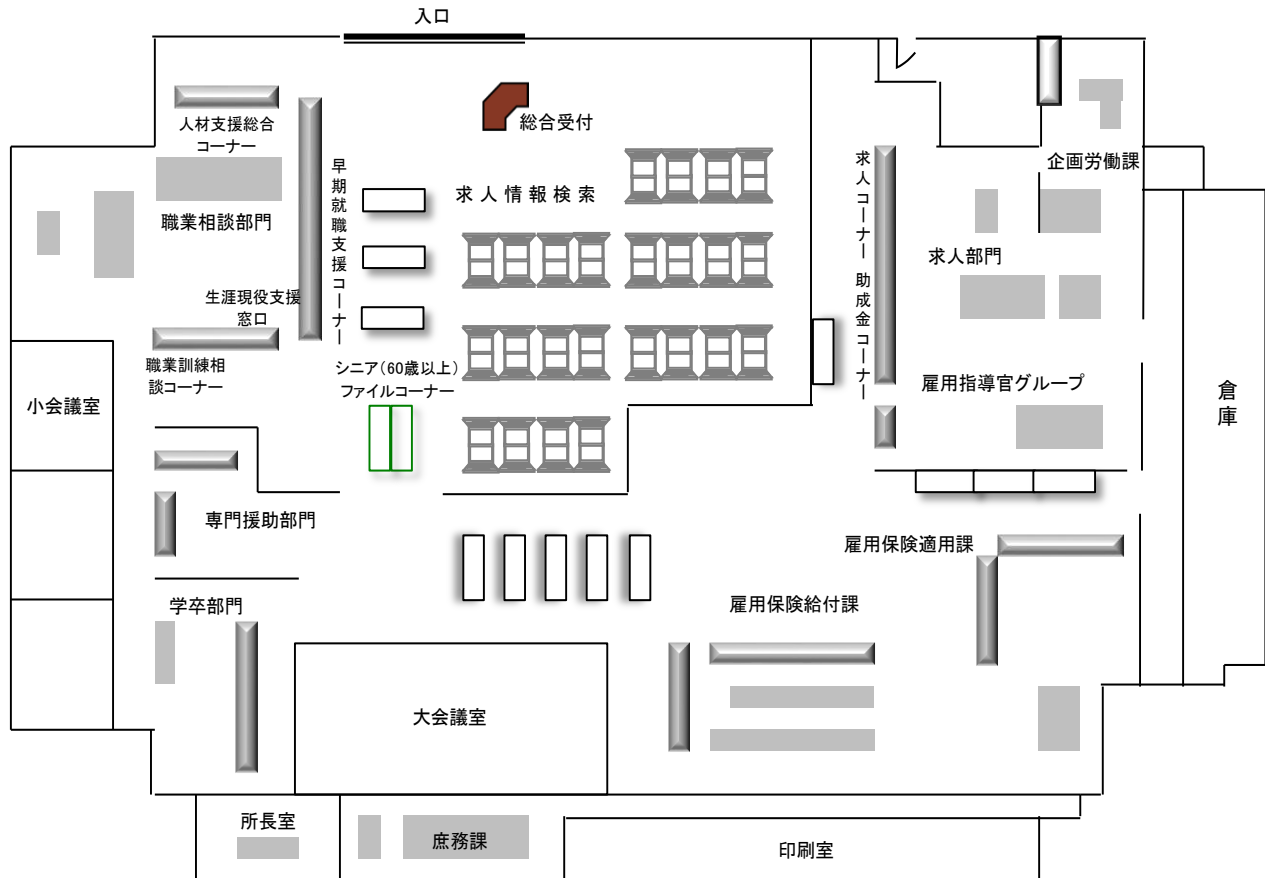 入口
総合受付
人材支援総合
コーナー
職業相談部門
早期就職支援コーナー
求人情報検索
求人コーナー 助成金コーナー
企画労働課
求人部門
生涯現役支援
窓口
職業訓練相
談コーナー
シニア(60歳以上)
ファイルコーナー
雇用指導官グループ
倉庫
小会議室
専門援助部門
雇用保険適用課
学卒部門
雇用保険給付課
大会議室
所長室
庶務課
印刷室